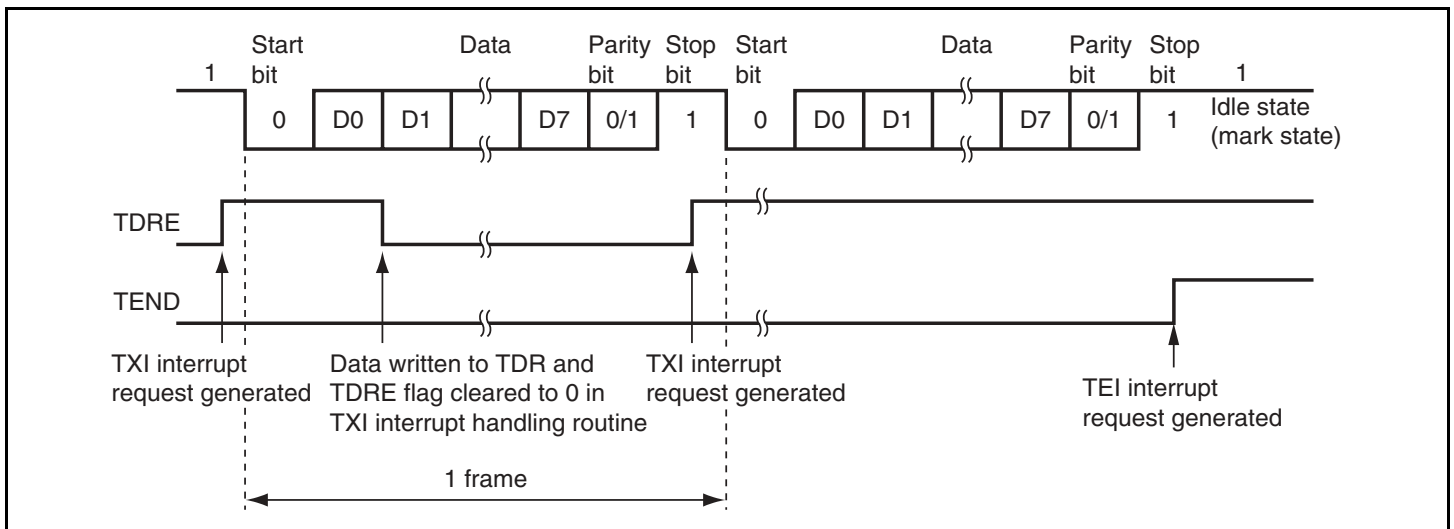 Start Data Parity Stop Start Data Parity Stop
1 bit bit bit bit bit bit 1
0 D0 D1 D7 0/1 1 0 D0 D1 D7 0/1 1 Idle state
(mark state)
TDRE
TEND
TXI interrupt Data written to TDR and TXI interrupt
request generated TDRE flag cleared to 0 in request generated
TXI interrupt handling routine
TEI interrupt
request generated
1 frame